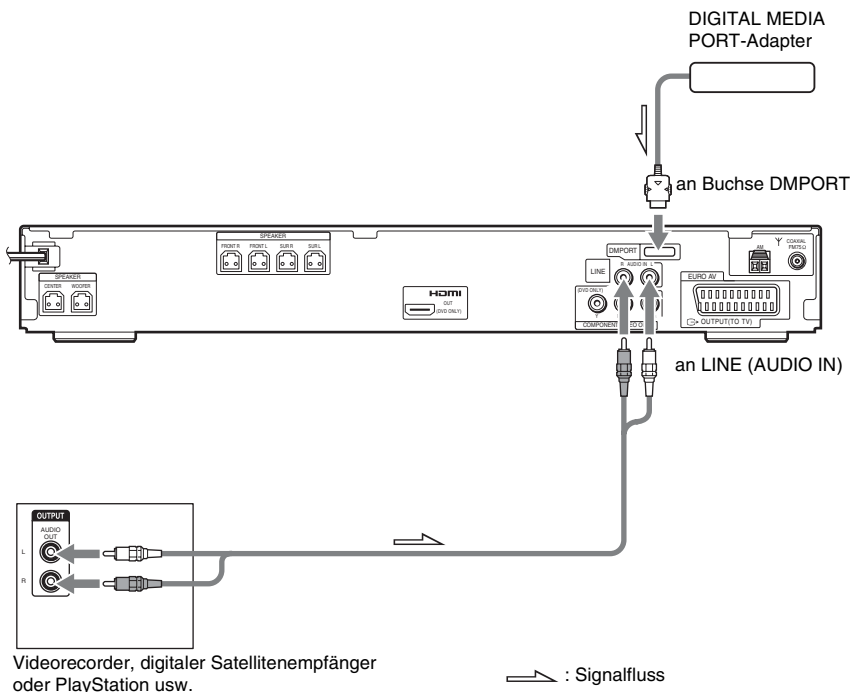 DIGITAL MEDIA
PORT-Adapter
an Buchse DMPORT
SPEAKER
FRONT R FRONT L SUR R SUR L
SPEAKER
CENTER WOOFER
HDMI
OUT
(DVD ONLY)
DMPORT
R AUDIO IN L
LINE
(DVD ONLY)
Y
COMPONENT VIDEO OUT
AM
COAXIAL
FM75Ω
EURO AV
OUTPUT(TO TV)
an LINE (AUDIO IN)
OUTPUT
AUDIO
OUT
L
R
Videorecorder, digitaler Satellitenempfänger
oder PlayStation usw.
: Signalfluss